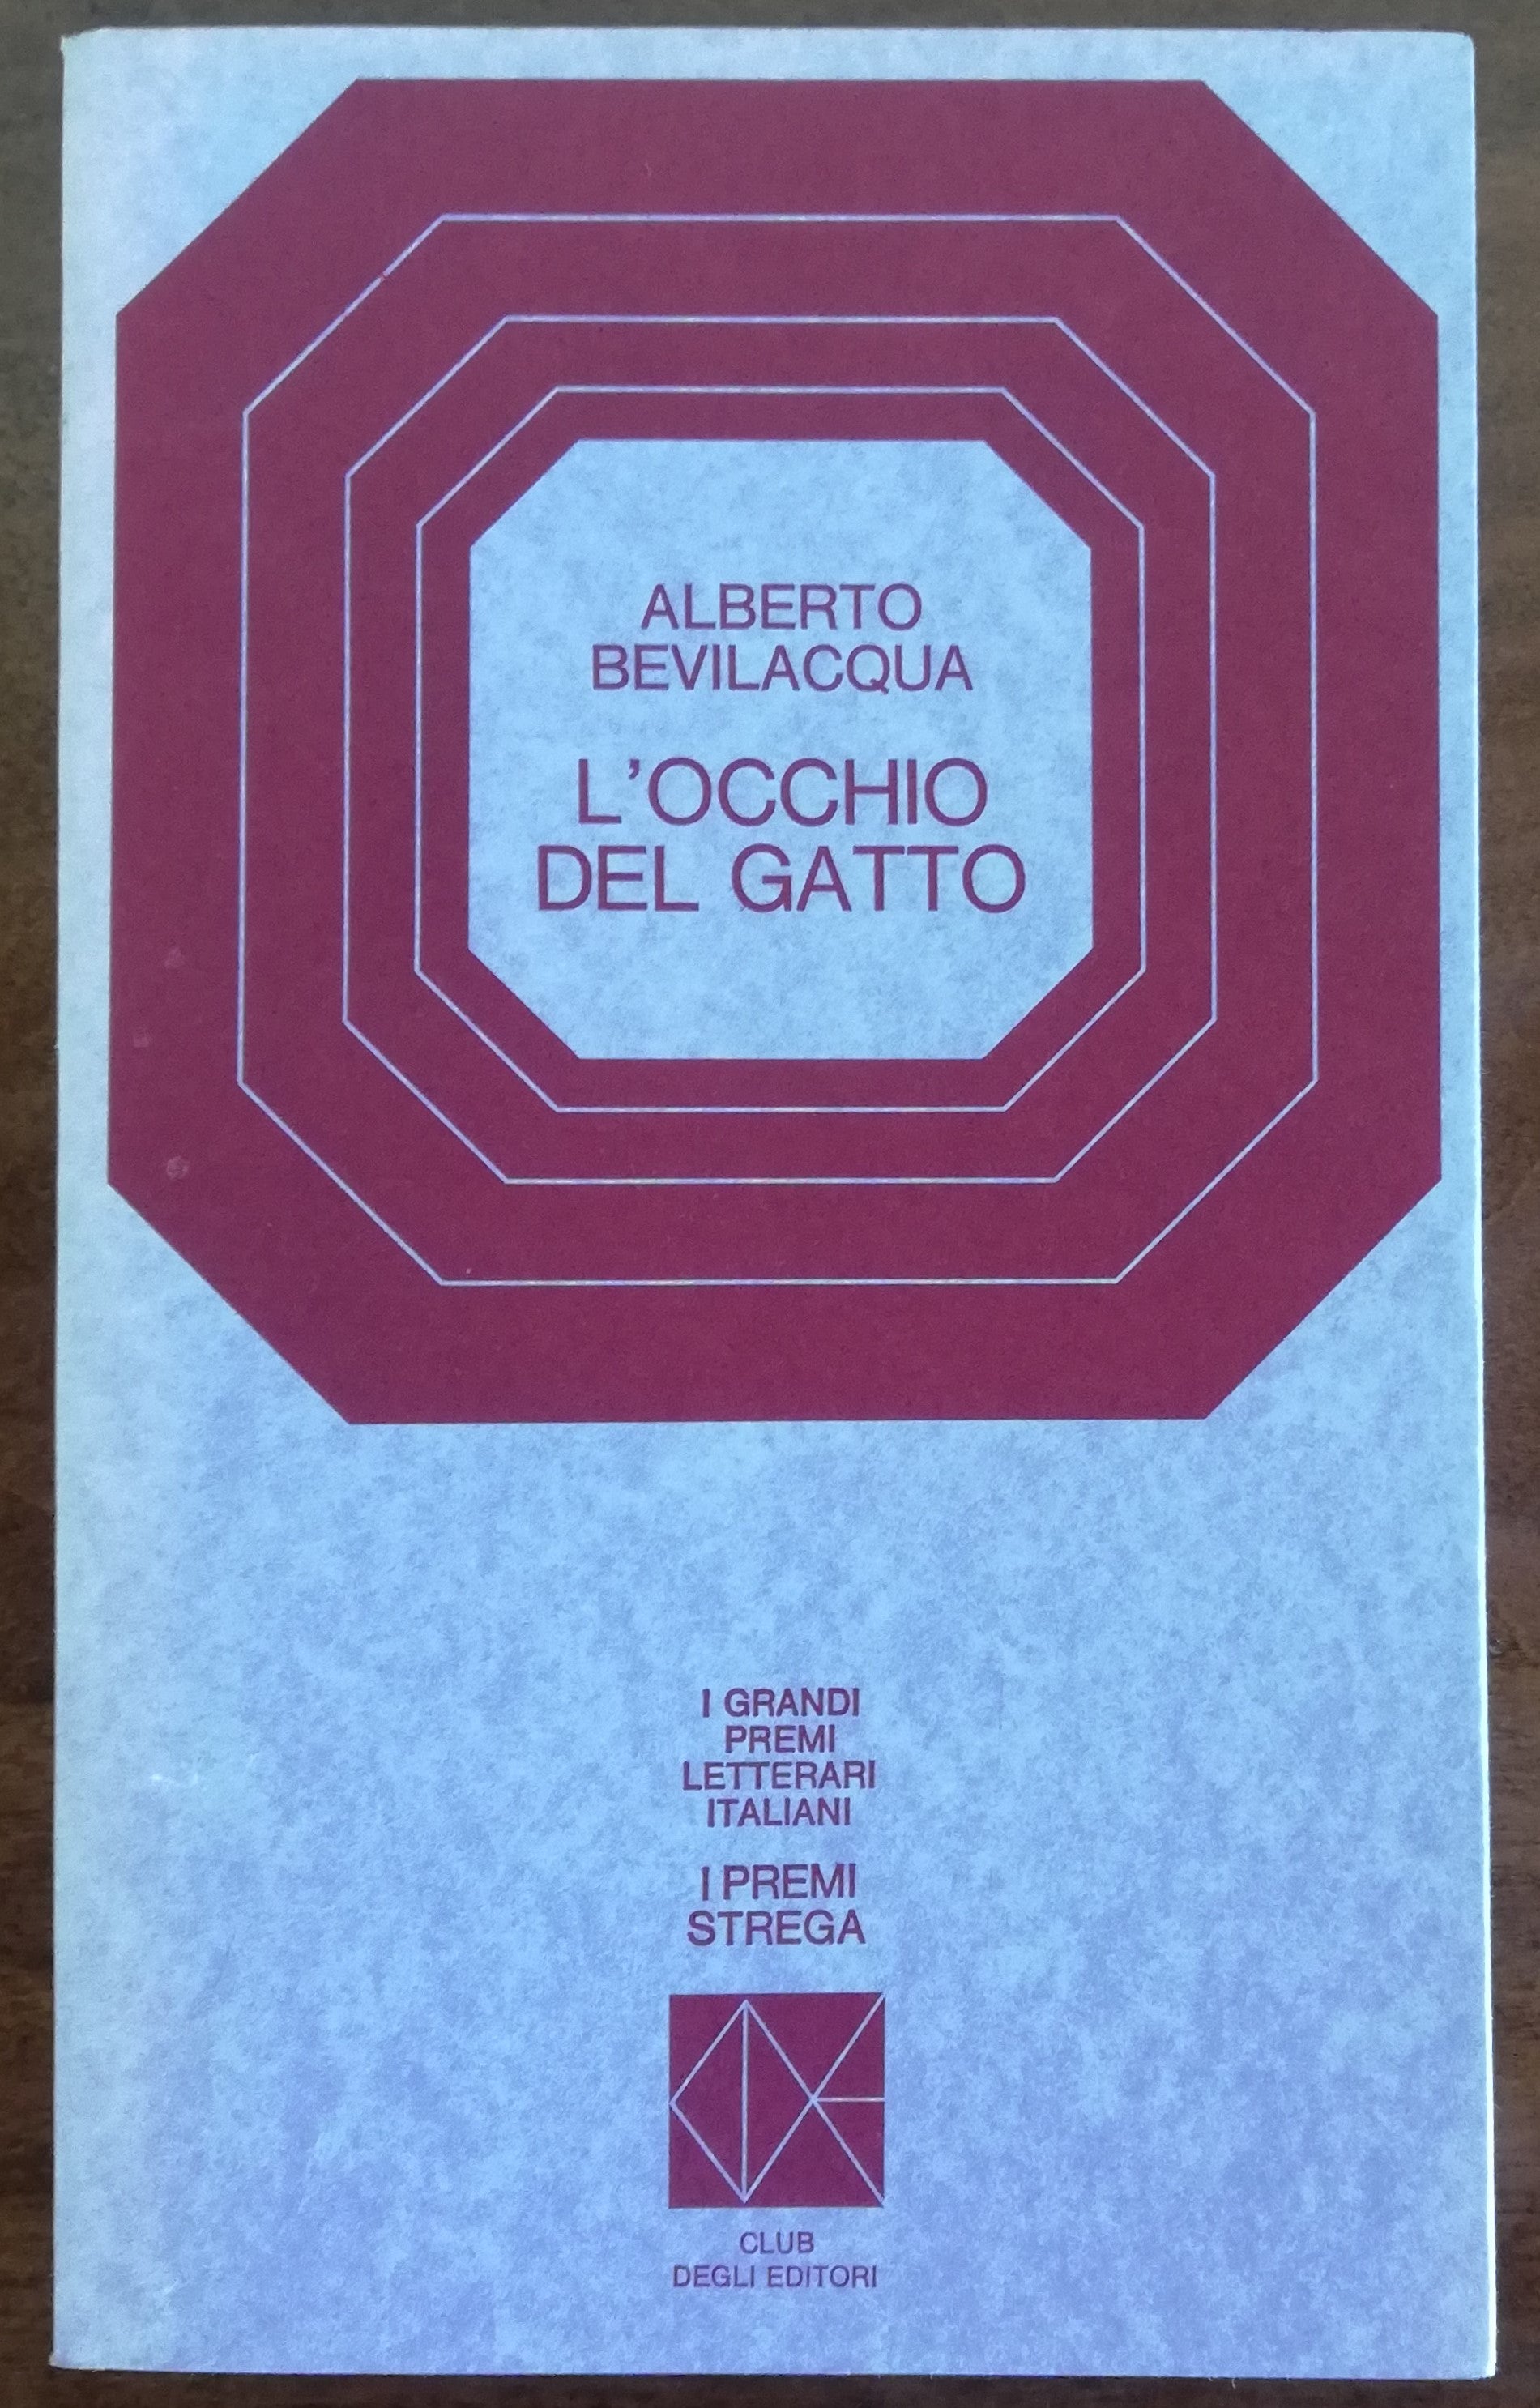 ALBERTO
BEVILACQUA
L'OCCHIO
DEL GATTO
I GRANDI
PREMI
LETTERARI
ITALIANI
I PREMI
STREGA
CLUB
DEGLI EDITORI